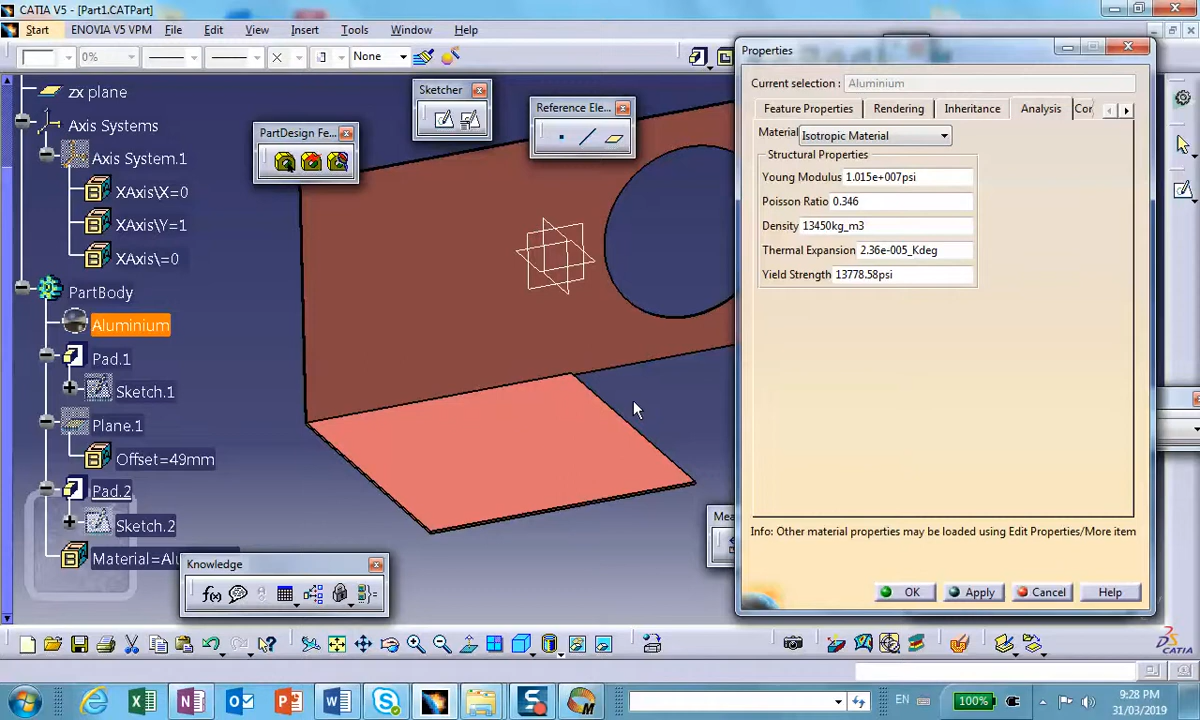 CATIA V5 - [Part1.CATPart]
Start ENOVIA V5 VPM File Edit View Insert Tools Window Help
0% None
zx plane
Axis Systems
Axis System.1
XAxis\X=0
XAxis\Y=1
XAxis\=0
PartBody
Aluminium
Pad.1
Sketch.1
Plane.1
Offset=49mm
Pad.2
Sketch.2
Material=Alu
PartDesign Fe...
Sketcher
Reference Ele...
Mea
Knowledge
f(x)
Properties
Current selection : Aluminium
Feature Properties Rendering Inheritance Analysis Cor
Material Isotropic Material
Structural Properties
Young Modulus 1.015e+007psi
Poisson Ratio 0.346
Density 13450kg_m3
Thermal Expansion 2.36e-005_Kdeg
Yield Strength 13778.58psi
Info: Other material properties may be loaded using Edit Properties/More item
OK Apply Cancel Help
CATIA
EN 100% 9:28 PM
31/03/2019